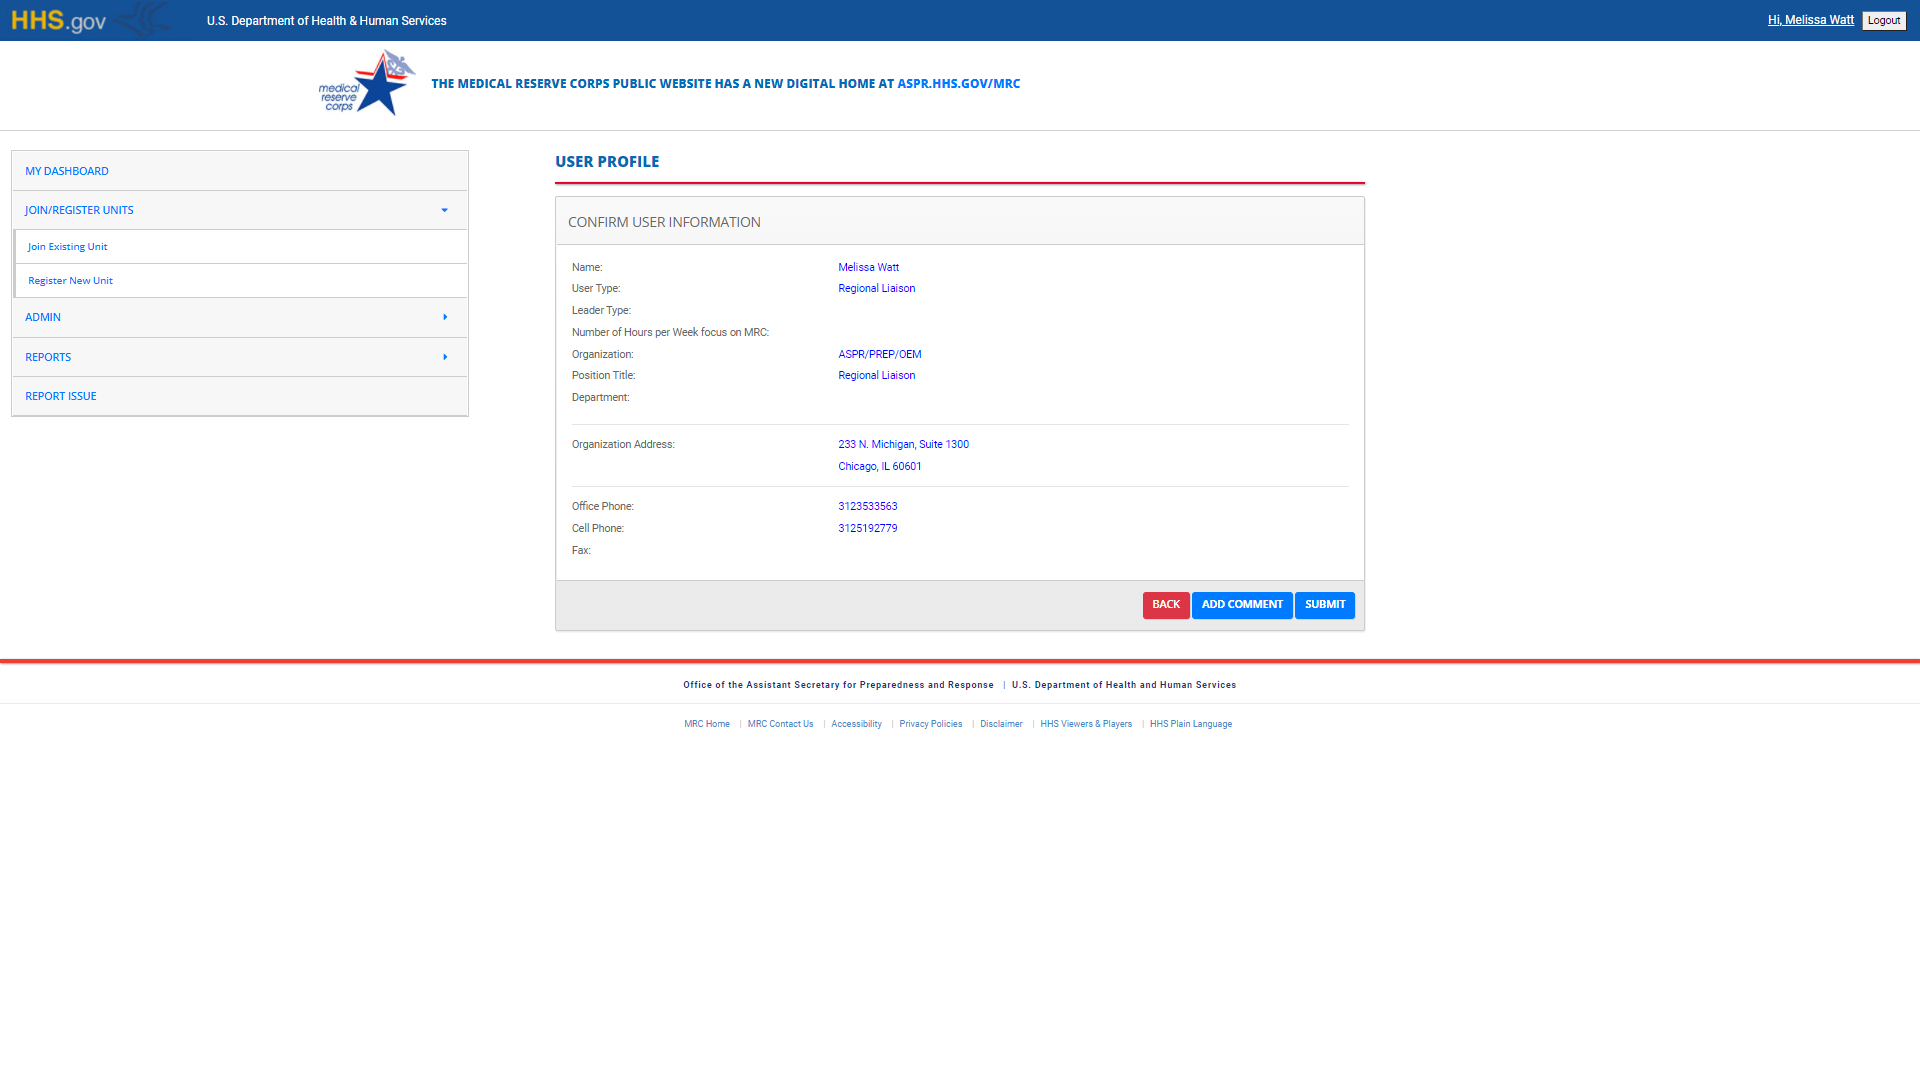 HHS.gov
U.S. Department of Health & Human Services
Hi, Melissa Watt
Logout
medical
reserve
corps
THE MEDICAL RESERVE CORPS PUBLIC WEBSITE HAS A NEW DIGITAL HOME AT ASPR.HHS.GOV/MRC
MY DASHBOARD
JOIN/REGISTER UNITS
Join Existing Unit
Register New Unit
ADMIN
REPORTS
REPORT ISSUE
USER PROFILE
CONFIRM USER INFORMATION
Name: Melissa Watt
User Type: Regional Liaison
Leader Type:
Number of Hours per Week focus on MRC:
Organization: ASPR/PREP/OEM
Position Title: Regional Liaison
Department:
Organization Address: 233 N. Michigan, Suite 1300
Chicago, IL 60601
Office Phone: 3123533563
Cell Phone: 3125192779
Fax:
BACK ADD COMMENT SUBMIT
Office of the Assistant Secretary for Preparedness and Response | U.S. Department of Health and Human Services
MRC Home | MRC Contact Us | Accessibility | Privacy Policies | Disclaimer | HHS Viewers & Players | HHS Plain Language